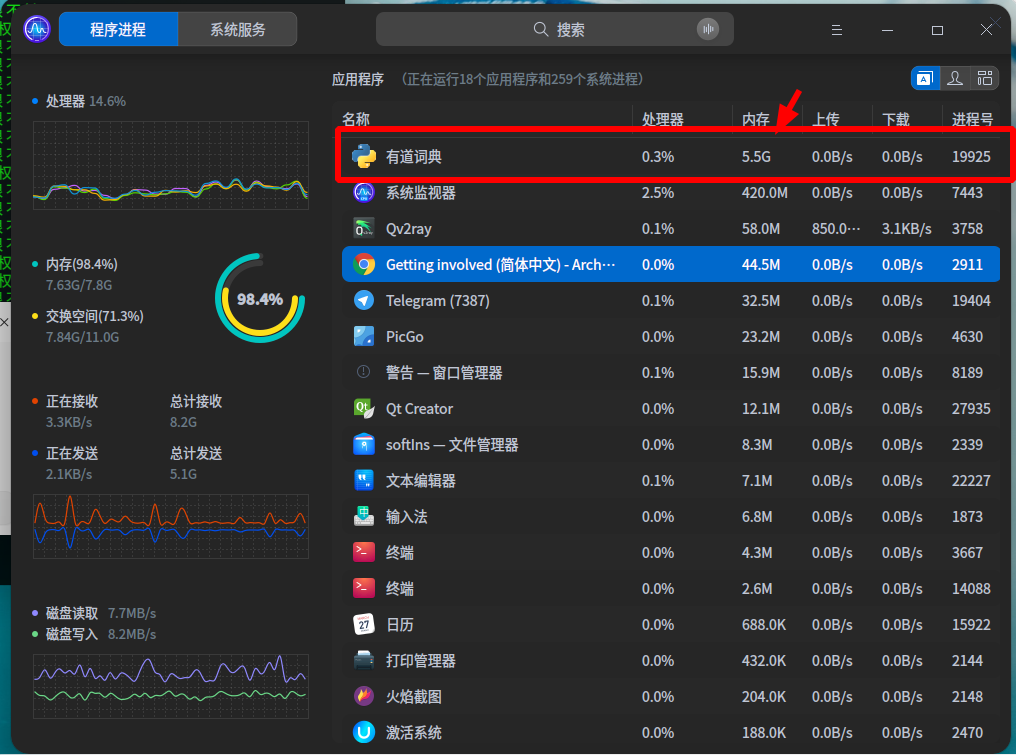 程序进程 系统服务 搜索
应用程序 （正在运行18个应用程序和259个系统进程）
处理器 14.6%
内存(98.4%)
7.63G/7.8G
交换空间(71.3%)
7.84G/11.0G
98.4%
正在接收 总计接收
3.3KB/s 8.2G
正在发送 总计发送
2.1KB/s 5.1G
磁盘读取 7.7MB/s
磁盘写入 8.2MB/s
名称 处理器 内存 上传 下载 进程号
有道词典 0.3% 5.5G 0.0B/s 0.0B/s 19925
系统监视器 2.5% 420.0M 0.0B/s 0.0B/s 7443
Qv2ray 0.1% 58.0M 850.0··· 3.1KB/s 3758
Getting involved (简体中文) - Arch··· 0.0% 44.5M 0.0B/s 0.0B/s 2911
Telegram (7387) 0.1% 32.5M 0.0B/s 0.0B/s 19404
PicGo 0.0% 23.2M 0.0B/s 0.0B/s 4630
警告 — 窗口管理器 0.1% 15.9M 0.0B/s 0.0B/s 8189
Qt Creator 0.0% 12.1M 0.0B/s 0.0B/s 27935
softIns — 文件管理器 0.0% 8.3M 0.0B/s 0.0B/s 2339
文本编辑器 0.1% 7.1M 0.0B/s 0.0B/s 22227
输入法 0.0% 6.8M 0.0B/s 0.0B/s 1873
终端 0.0% 4.3M 0.0B/s 0.0B/s 3667
终端 0.0% 2.6M 0.0B/s 0.0B/s 14088
日历 0.0% 688.0K 0.0B/s 0.0B/s 15922
打印管理器 0.0% 432.0K 0.0B/s 0.0B/s 2144
火焰截图 0.0% 204.0K 0.0B/s 0.0B/s 2148
激活系统 0.0% 188.0K 0.0B/s 0.0B/s 2470